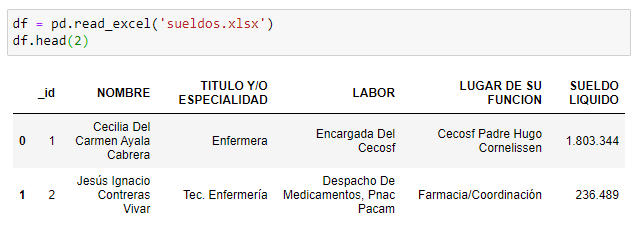 df = pd.read_excel('sueldos.xlsx')
df.head(2)
_id NOMBRE TITULO Y/O ESPECIALIDAD LABOR LUGAR DE SU FUNCION SUELDO LIQUIDO
0 1 Cecilia Del Carmen Ayala Cabrera Enfermera Encargada Del Cecosf Cecosf Padre Hugo Cornelissen 1.803.344
1 2 Jesús Ignacio Contreras Vivar Tec. Enfermería Despacho De Medicamentos, Pnac Pacam Farmacia/Coordinación 236.489